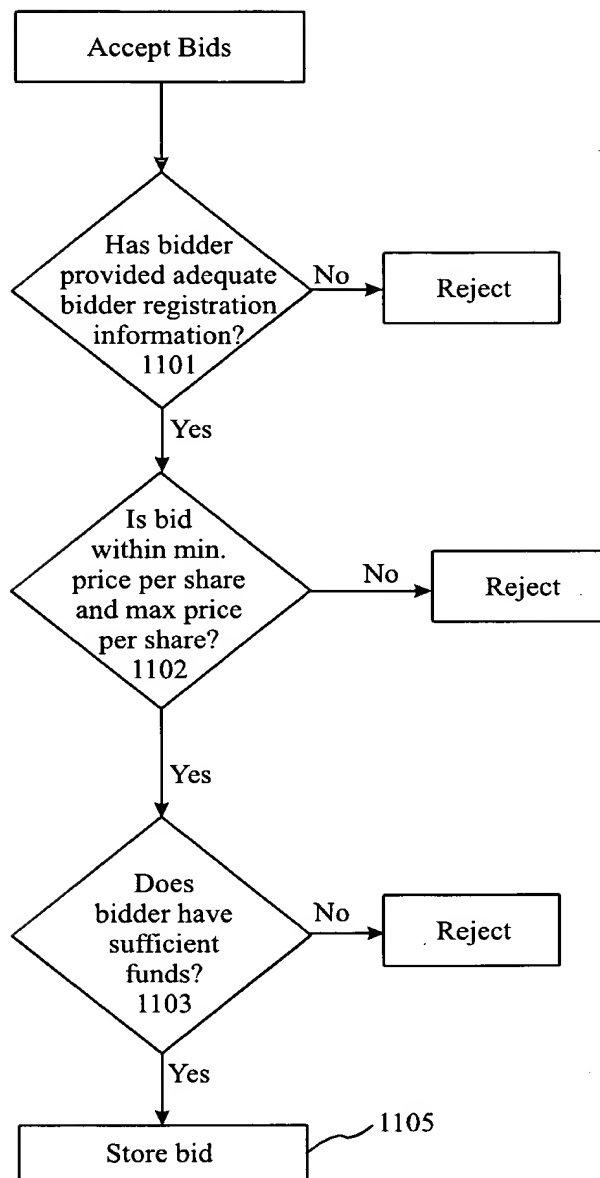 Accept Bids
Has bidder
provided adequate
bidder registration
information?
1101
No
Reject
Yes
Is bid
within min.
price per share
and max price
per share?
1102
No
Reject
Yes
Does
bidder have
sufficient
funds?
1103
No
Reject
Yes
Store bid
1105